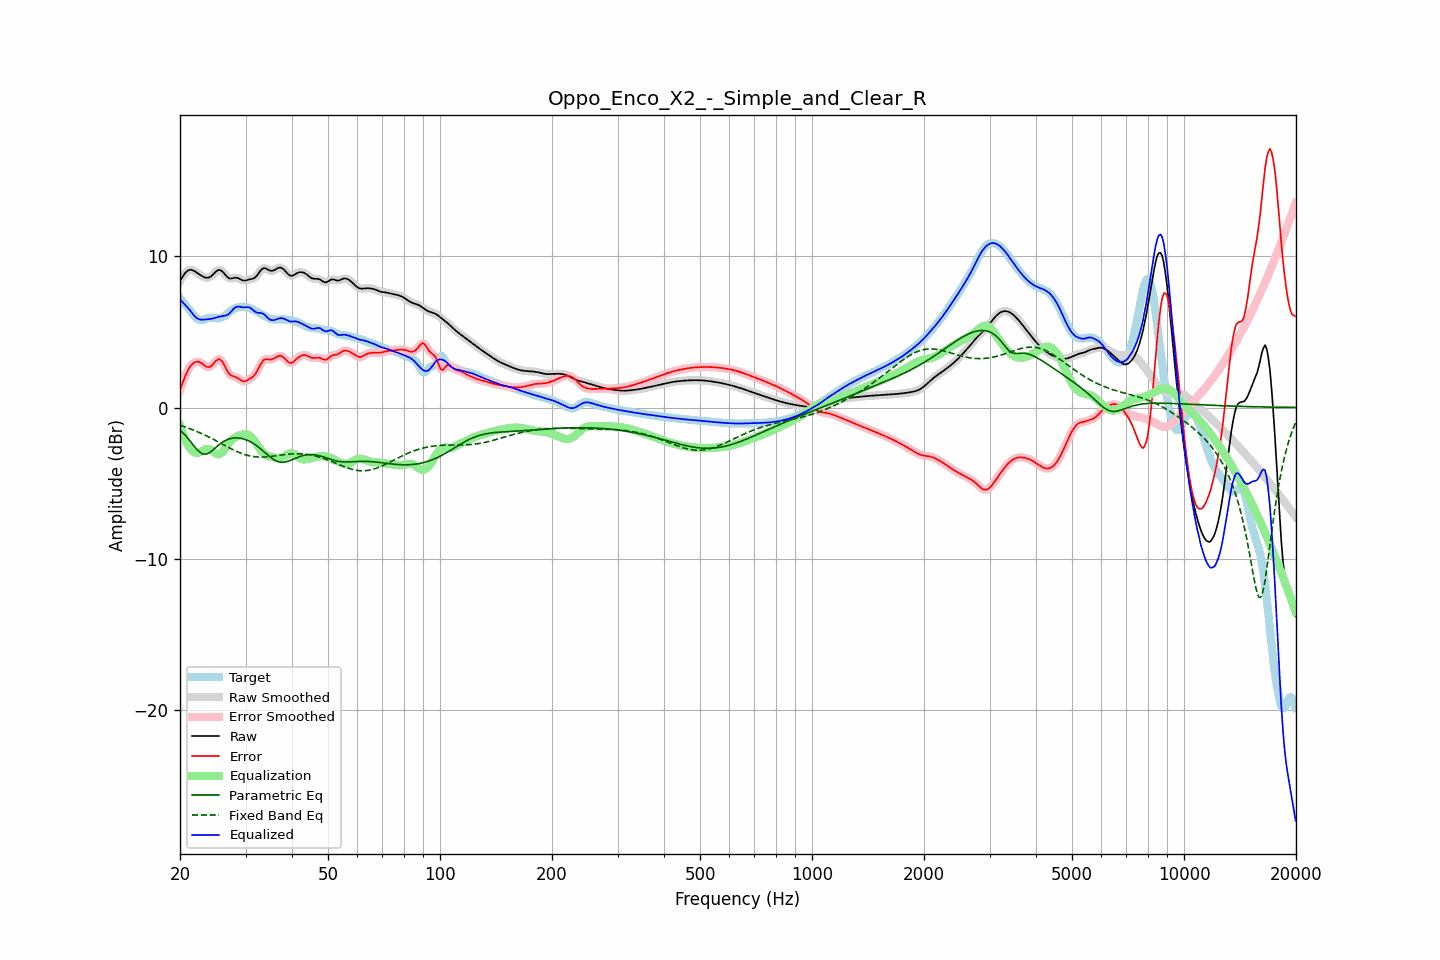 Oppo_Enco_X2_-_Simple_and_Clear_R
Amplitude (dBr)
10
0
−10
−20
Target
Raw Smoothed
Error Smoothed
Raw
Error
Equalization
Parametric Eq
Fixed Band Eq
Equalized
20 50 100 200 500 1000 2000 5000 10000 20000
Frequency (Hz)